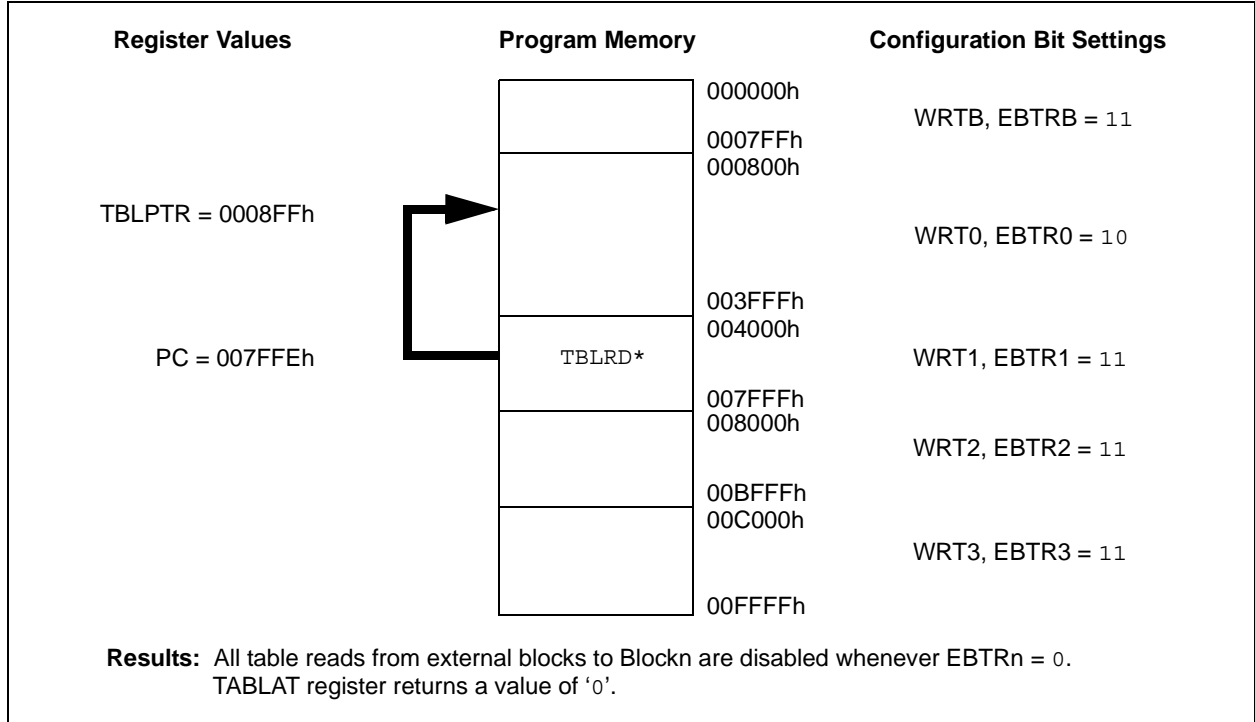 Register Values Program Memory Configuration Bit Settings
000000h
WRTB, EBTRB = 11
0007FFh
000800h
TBLPTR = 0008FFh
WRT0, EBTR0 = 10
003FFFh
004000h
PC = 007FFEh TBLRD* WRT1, EBTR1 = 11
007FFFh
008000h
WRT2, EBTR2 = 11
00BFFFh
00C000h
WRT3, EBTR3 = 11
00FFFFh
Results: All table reads from external blocks to Blockn are disabled whenever EBTRn = 0.
TABLAT register returns a value of ‘0’.